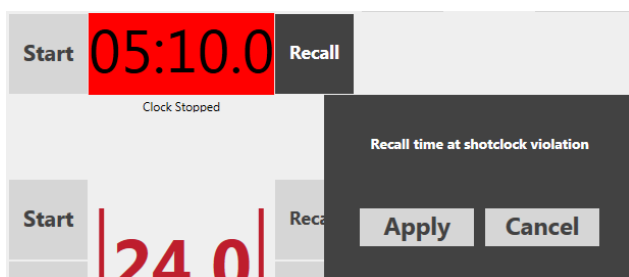 Start 05:10.0 Recall
Clock Stopped
Recall time at shotclock violation
Start 24.0
Apply Cancel